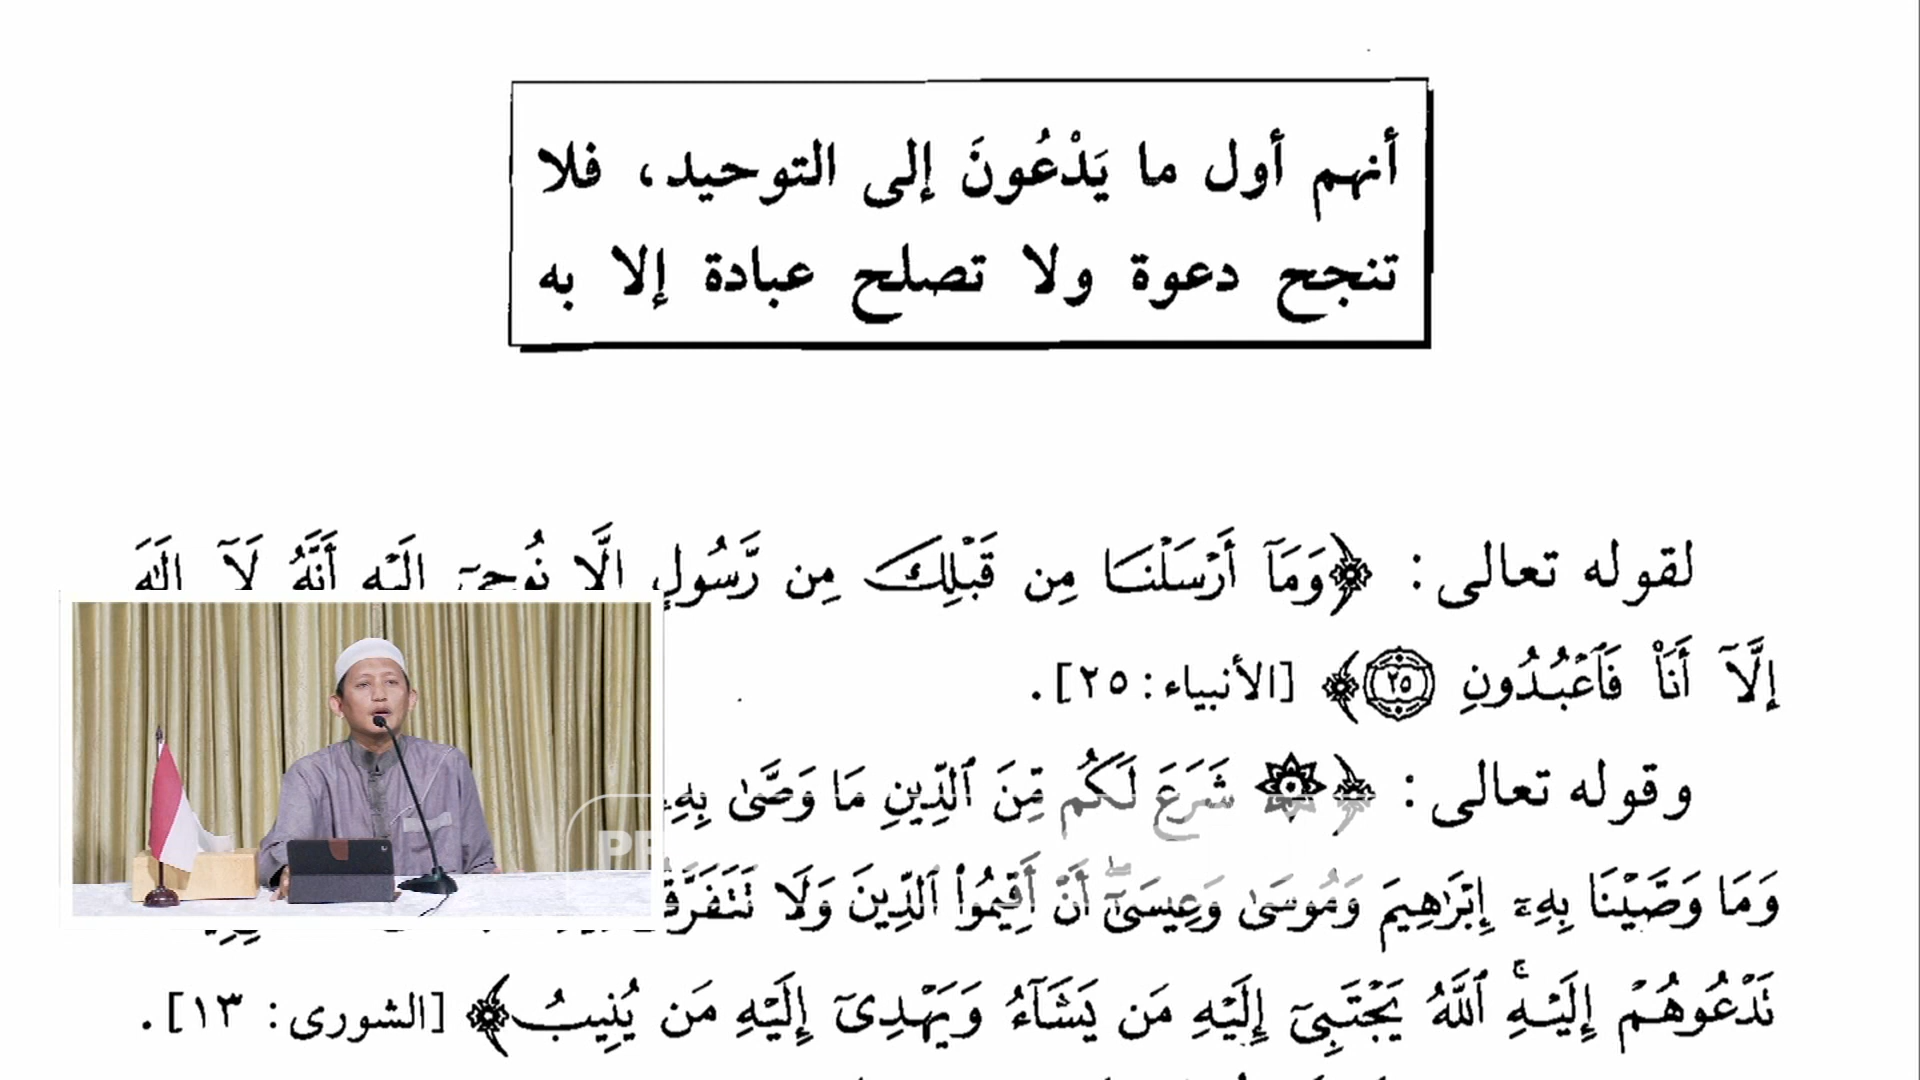 أنهم أول ما يَدْعُونَ إلى التوحيد، فلا
تنجح دعوة ولا تصلح عبادة إلا به
لقوله تعالى: ﴿وَمَآ أَرْسَلْنَا مِن قَبْلِكَ مِن رَّسُولٍ إِلَّا نُوحِىٓ إِلَيْهِ أَنَّهُۥ لَآ إِلَٰهَ
إِلَّآ أَنَا۠ فَٱعْبُدُونِ ٢٥﴾ [الأنبياء: ٢٥].
وقوله تعالى: ﴿۞ شَرَعَ لَكُم مِّنَ ٱلدِّينِ مَا وَصَّىٰ بِهِۦ
وَمَا وَصَّيْنَا بِهِۦٓ إِبْرَٰهِيمَ وَمُوسَىٰ وَعِيسَىٰٓ ۖ أَنْ أَقِيمُوا۟ ٱلدِّينَ وَلَا
تَدْعُوهُمْ إِلَيْهِ ۚ ٱللَّهُ يَجْتَبِىٓ إِلَيْهِ مَن يَشَآءُ وَيَهْدِىٓ إِلَيْهِ مَن يُنِيبُ﴾ [الشورى: ١٣].